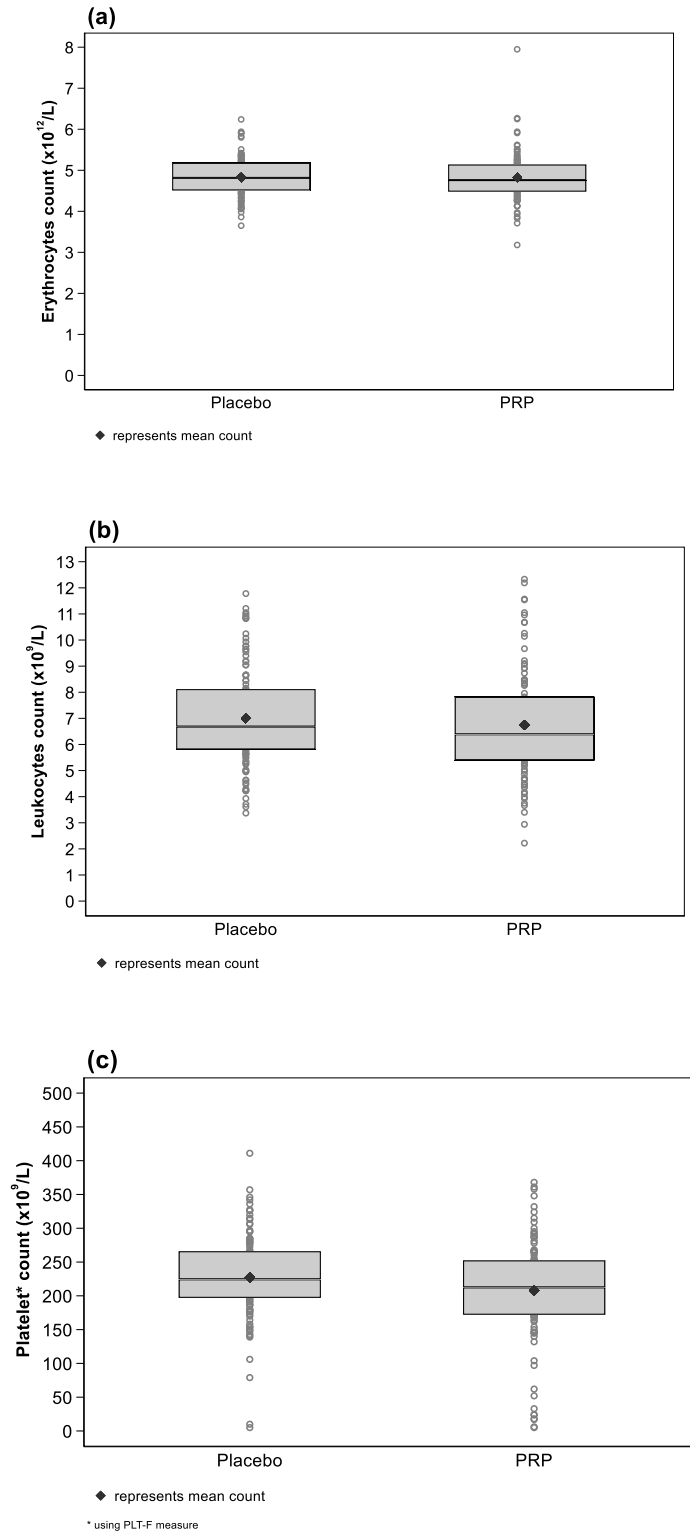 (a)
Erythrocytes count (x10¹²/L)
8
7
6
5
4
3
2
1
0
Placebo PRP
◆ represents mean count
(b)
Leukocytes count (x10⁹/L)
13
12
11
10
9
8
7
6
5
4
3
2
1
0
Placebo PRP
◆ represents mean count
(c)
Platelet* count (x10⁹/L)
500
450
400
350
300
250
200
150
100
50
0
Placebo PRP
◆ represents mean count
* using PLT-F measure